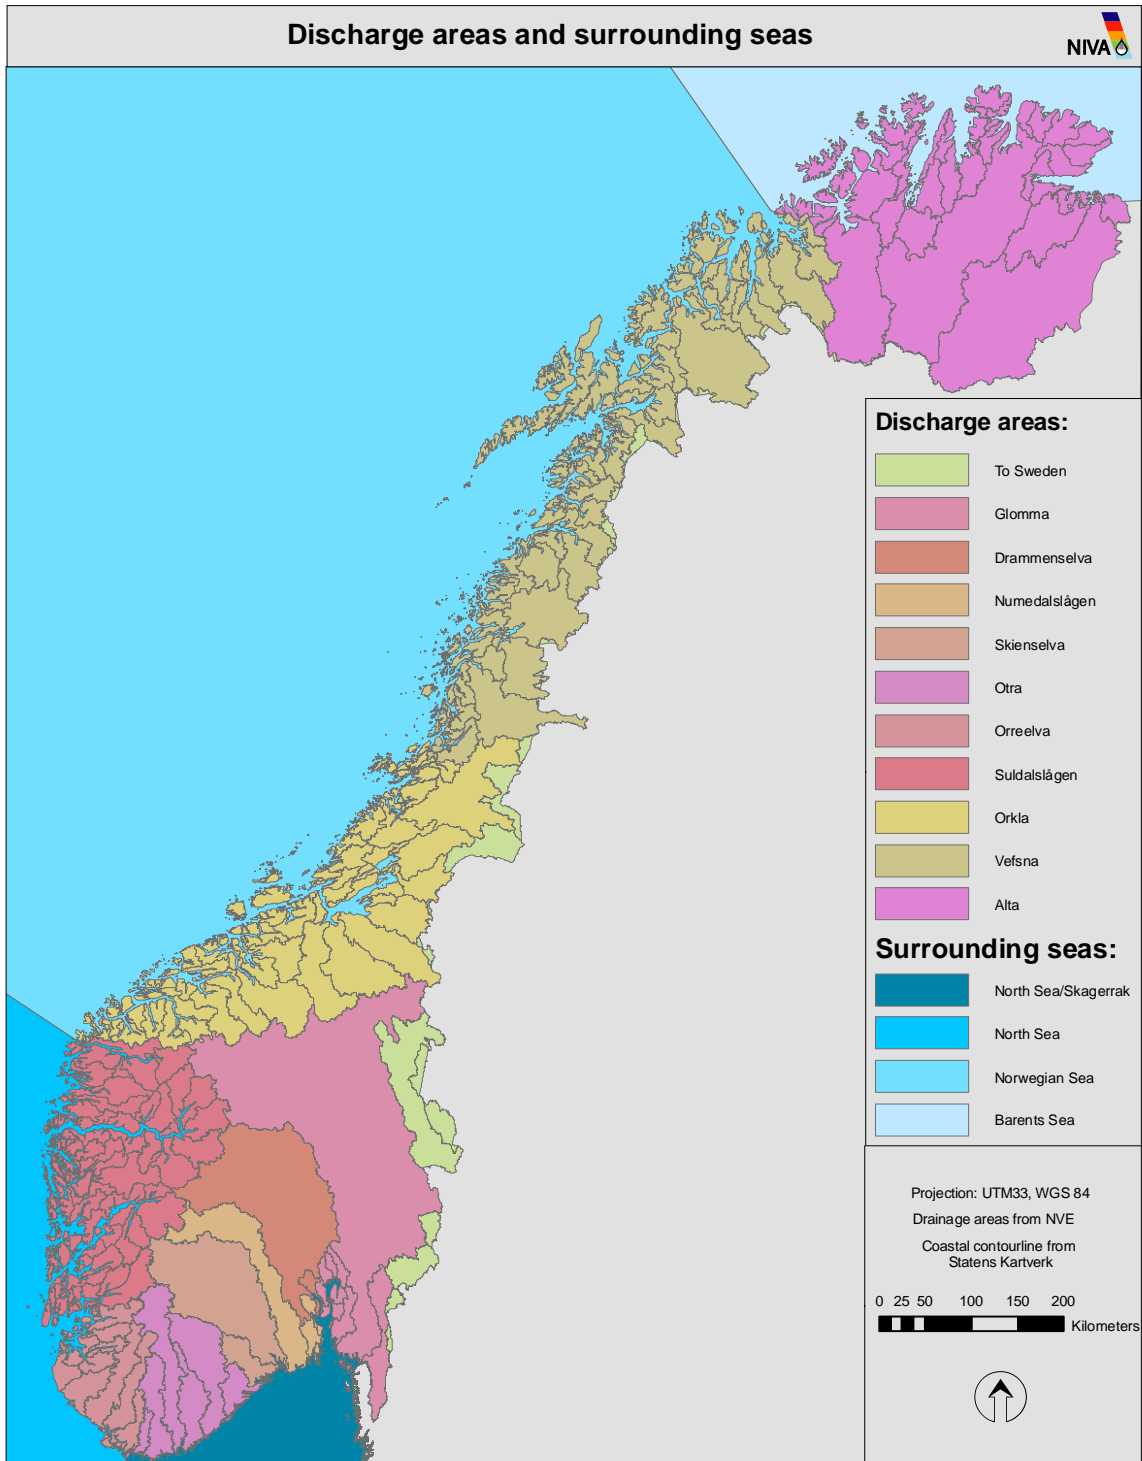 Discharge areas and surrounding seas
NIVA
Discharge areas:
To Sweden
Glomma
Drammenselva
Numedalslågen
Skienselva
Otra
Orreelva
Suldalslågen
Orkla
Vefsna
Alta
Surrounding seas:
North Sea/Skagerrak
North Sea
Norwegian Sea
Barents Sea
Projection: UTM33, WGS 84
Drainage areas from NVE
Coastal contourline from
Statens Kartverk
0 25 50 100 150 200
Kilometers